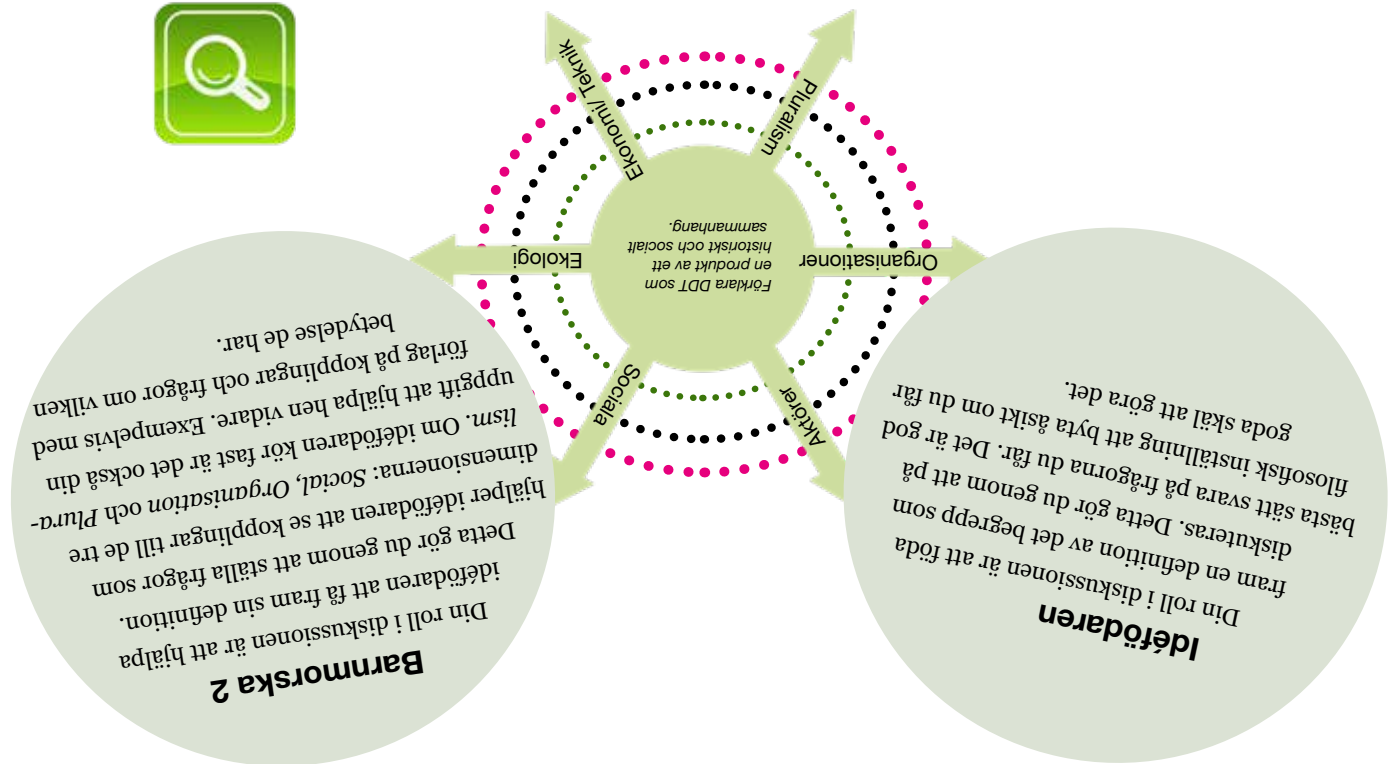 Idéfödaren
Din roll i diskussionen är att föda
fram en definition av det begrepp som
diskuteras. Detta gör du genom att på
bästa sätt svara på frågorna du får. Det är god
filosofisk inställning att byta åsikt om du får
goda skäl att göra det.
Barnmorska 2
Din roll i diskussionen är att hjälpa
idéfödaren att få fram sin definition.
Detta gör du genom att ställa frågor som
hjälper idéfödaren att se kopplingar till de tre
dimensionerna: Social, Organisation och Plura-
lism. Om idéfödaren kör fast är det också din
uppgift att hjälpa hen vidare. Exempelvis med
förlag på kopplingar och frågor om vilken
betydelse de har.
Aktörer
Sociala
Organisationer
Förklara DDT som
en produkt av ett
historiskt och socialt
sammanhang.
Ekologi
Pluralism
Ekonomi/ Teknik